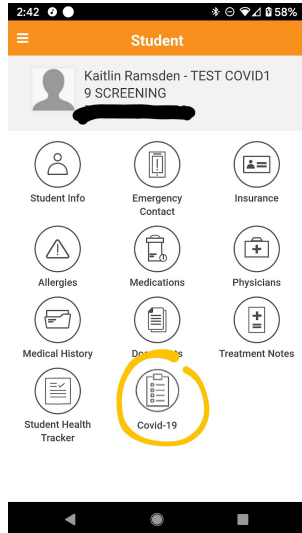 2:42
58%
Student
Kaitlin Ramsden - TEST COVID1
9 SCREENING
Student Info
Emergency
Contact
Insurance
Allergies
Medications
Physicians
Medical History
Treatment Notes
Student Health
Tracker
Covid-19